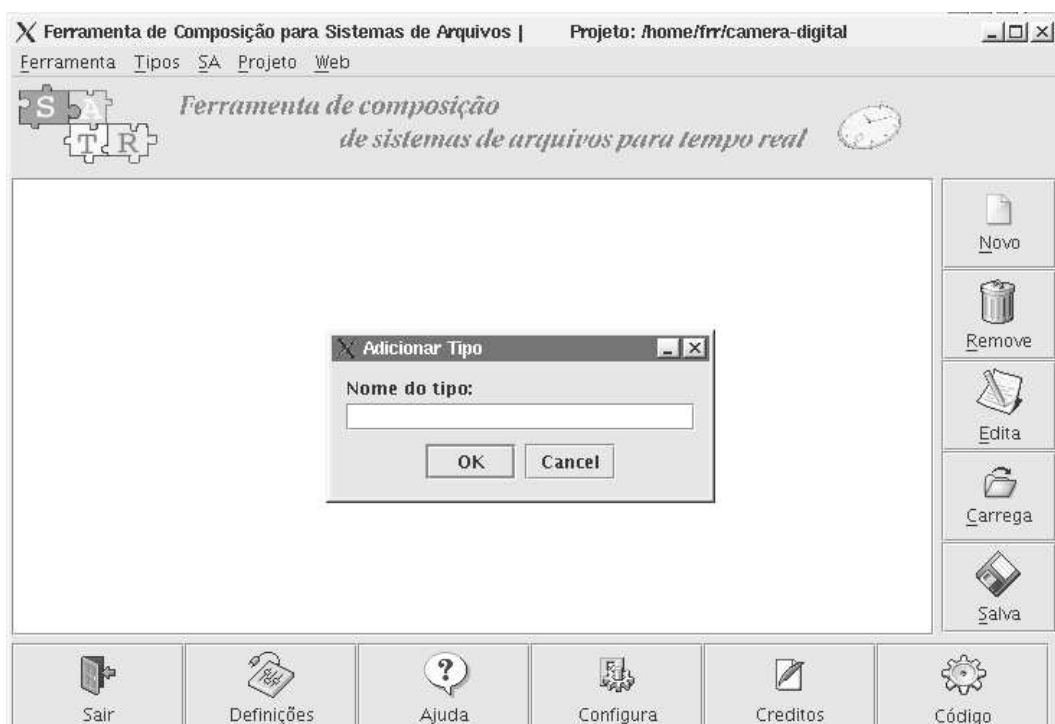 Ferramenta de Composição para Sistemas de Arquivos | Projeto: /home/frr/camera-digital
Ferramenta Tipos SA Projeto Web
S A
T R
Ferramenta de composição
de sistemas de arquivos para tempo real
Novo
Remove
Edita
Carrega
Salva
Adicionar Tipo
Nome do tipo:
OK Cancel
Sair Definições Ajuda Configura Creditos Código